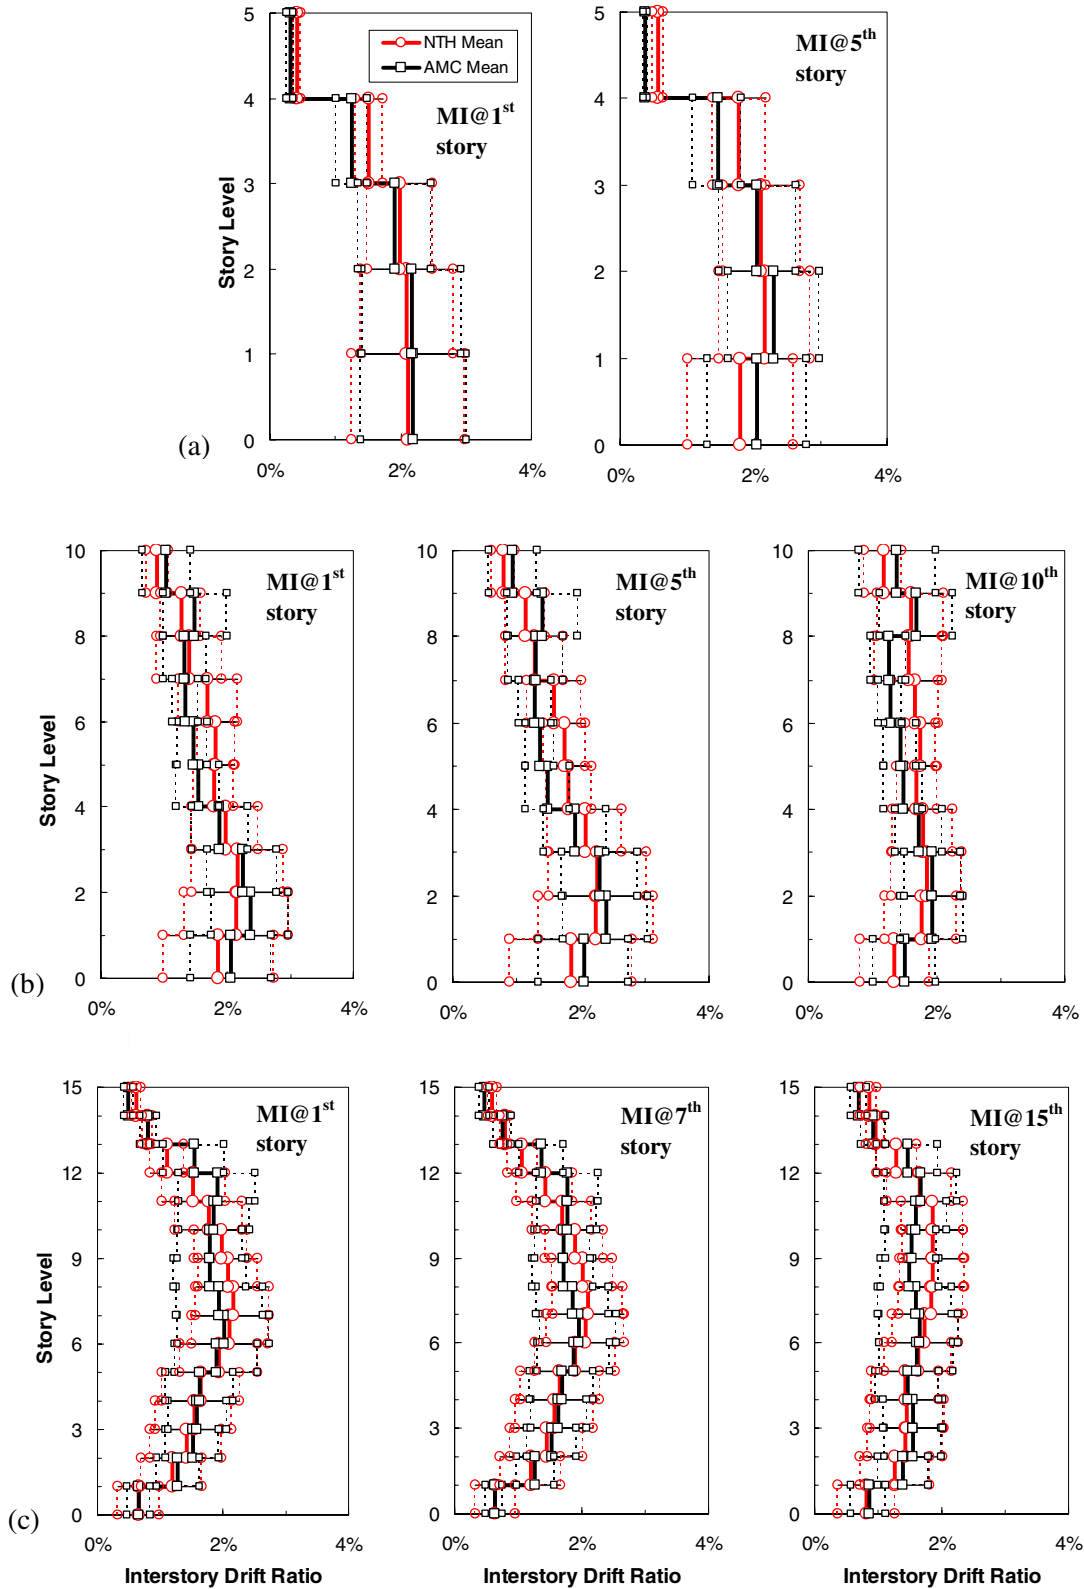 5
4
3
2
1
0
Story Level
NTH Mean
AMC Mean
MI@1st
story
(a)
0%
2%
4%
5
4
3
2
1
0
MI@5th
story
0%
2%
4%
10
8
6
4
2
0
Story Level
MI@1st
story
(b)
0%
2%
4%
10
8
6
4
2
0
MI@5th
story
0%
2%
4%
10
8
6
4
2
0
MI@10th
story
0%
2%
4%
15
12
9
6
3
0
Story Level
MI@1st
story
(c)
0%
2%
4%
Interstory Drift Ratio
15
12
9
6
3
0
MI@7th
story
0%
2%
4%
Interstory Drift Ratio
15
12
9
6
3
0
MI@15th
story
0%
2%
4%
Interstory Drift Ratio